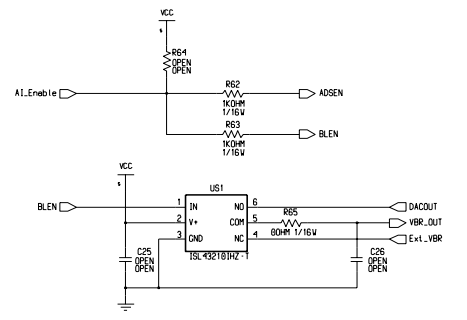 VCC
R64
OPEN
OPEN
AI_Enable
R62
ADSEN
1KOHM
1/16W
R63
BLEN
1KOHM
1/16W
VCC
US1
BLEN
1 IN NO 6
DACOUT
R65
2 V+ COM 5
VBR_OUT
0OHM 1/16W
3 GND NC 4
Ext_VBR
C25
OPEN
OPEN
ISL43210IHZ-T
C26
OPEN
OPEN